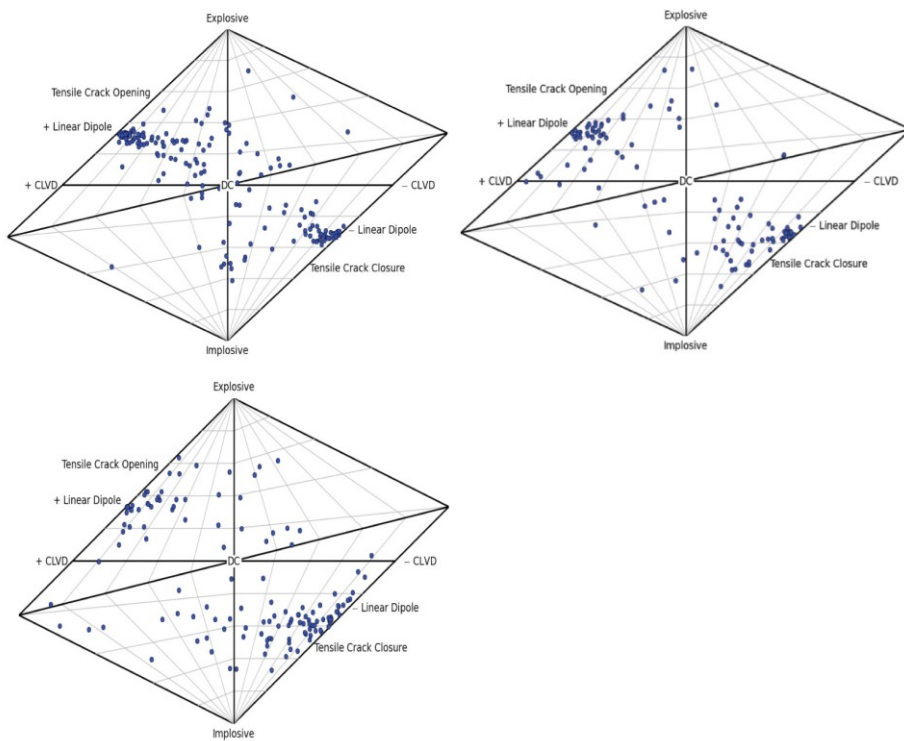 Explosive
Tensile Crack Opening
+ Linear Dipole
+ CLVD
DC
– CLVD
– Linear Dipole
Tensile Crack Closure
Implosive
Explosive
Tensile Crack Opening
+ Linear Dipole
+ CLVD
DC
– CLVD
– Linear Dipole
Tensile Crack Closure
Implosive
Explosive
Tensile Crack Opening
+ Linear Dipole
+ CLVD
DC
– CLVD
– Linear Dipole
Tensile Crack Closure
Implosive